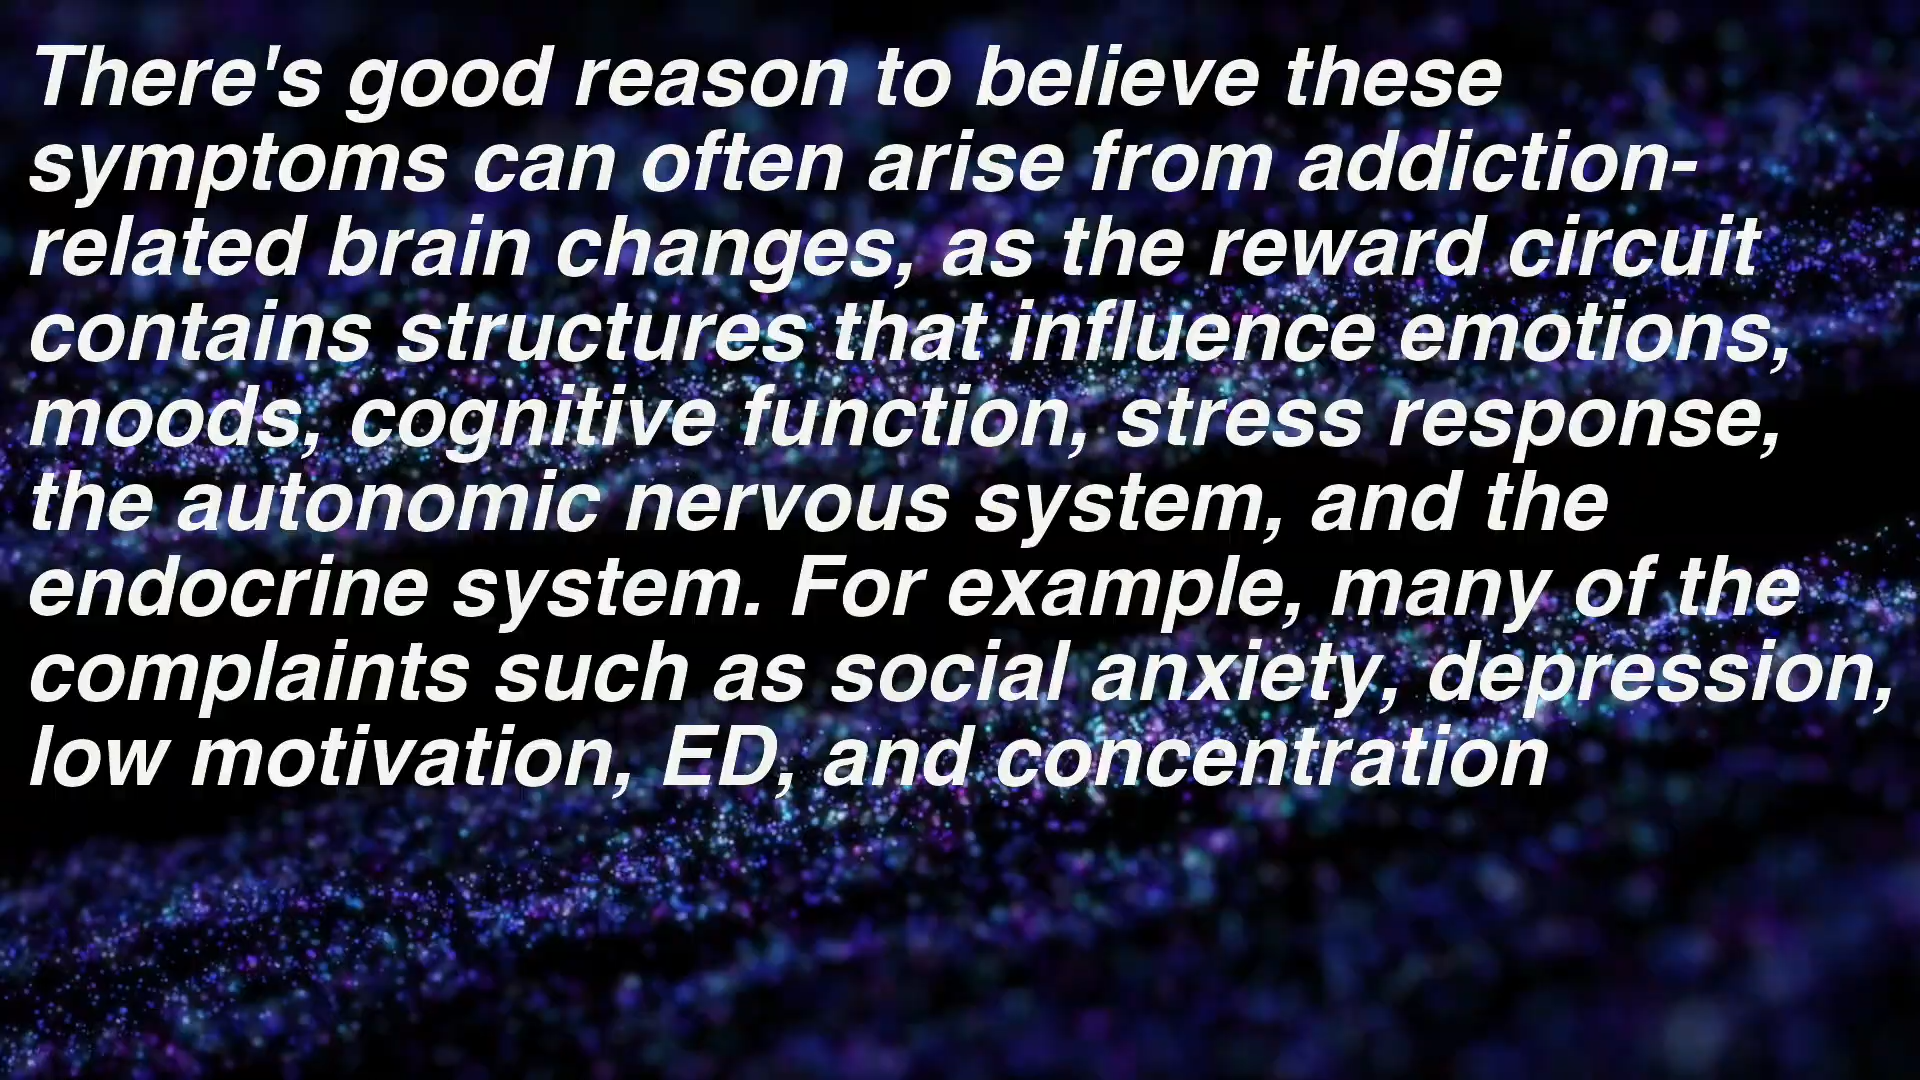 There's good reason to believe these
symptoms can often arise from addiction-
related brain changes, as the reward circuit
contains structures that influence emotions,
moods, cognitive function, stress response,
the autonomic nervous system, and the
endocrine system. For example, many of the
complaints such as social anxiety, depression,
low motivation, ED, and concentration